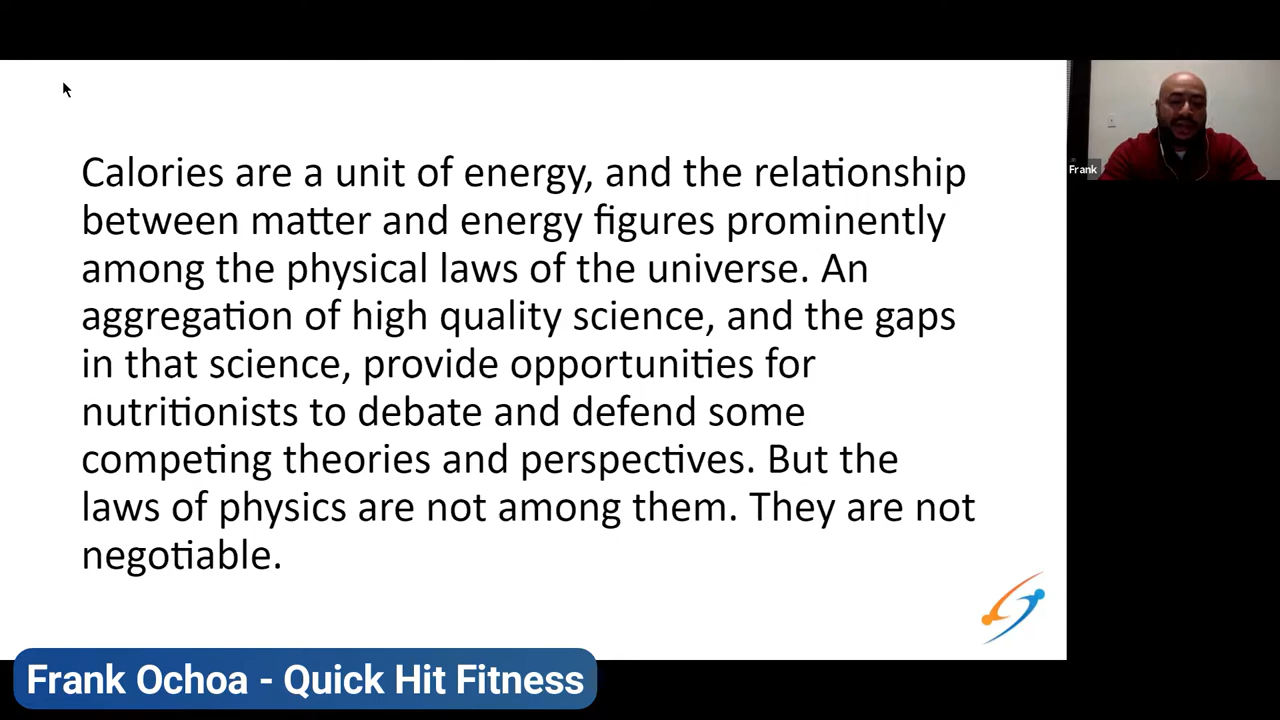 Calories are a unit of energy, and the relationship
between matter and energy figures prominently
among the physical laws of the universe. An
aggregation of high quality science, and the gaps
in that science, provide opportunities for
nutritionists to debate and defend some
competing theories and perspectives. But the
laws of physics are not among them. They are not
negotiable.
Frank
Frank Ochoa - Quick Hit Fitness